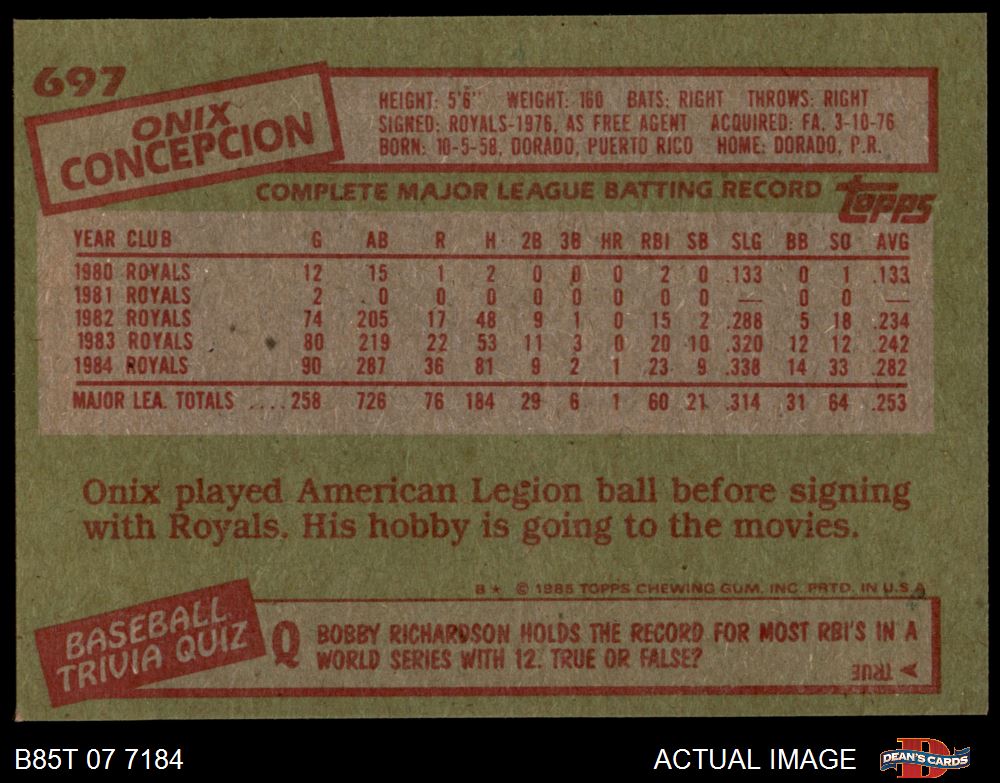 697
ONIX
CONCEPCION
HEIGHT: 5'6" WEIGHT: 160 BATS: RIGHT THROWS: RIGHT
SIGNED: ROYALS-1976, AS FREE AGENT ACQUIRED: FA, 3-10-76
BORN: 10-5-58, DORADO, PUERTO RICO HOME: DORADO, P.R.
COMPLETE MAJOR LEAGUE BATTING RECORD topps
YEAR CLUB G AB R H 2B 3B HR RBI SB SLG BB SO AVG
1980 ROYALS 12 15 1 2 0 0 0 2 0 .133 0 1 .133
1981 ROYALS 2 0 0 0 0 0 0 0 0 — 0 0 —
1982 ROYALS 74 205 17 48 9 1 0 15 2 .288 5 18 .234
1983 ROYALS 80 219 22 53 11 3 0 20 10 .320 12 12 .242
1984 ROYALS 90 287 36 81 9 2 1 23 9 .338 14 33 .282
MAJOR LEA. TOTALS ....258 726 76 184 29 6 1 60 21 .314 31 64 .253
Onix played American Legion ball before signing
with Royals. His hobby is going to the movies.
B★ © 1985 TOPPS CHEWING GUM, INC. PRTD. IN U.S.A.
BASEBALL
TRIVIA QUIZ
Q BOBBY RICHARDSON HOLDS THE RECORD FOR MOST RBI'S IN A
WORLD SERIES WITH 12. TRUE OR FALSE?
TRUE
B85T 07 7184
ACTUAL IMAGE
DEAN'S CARDS